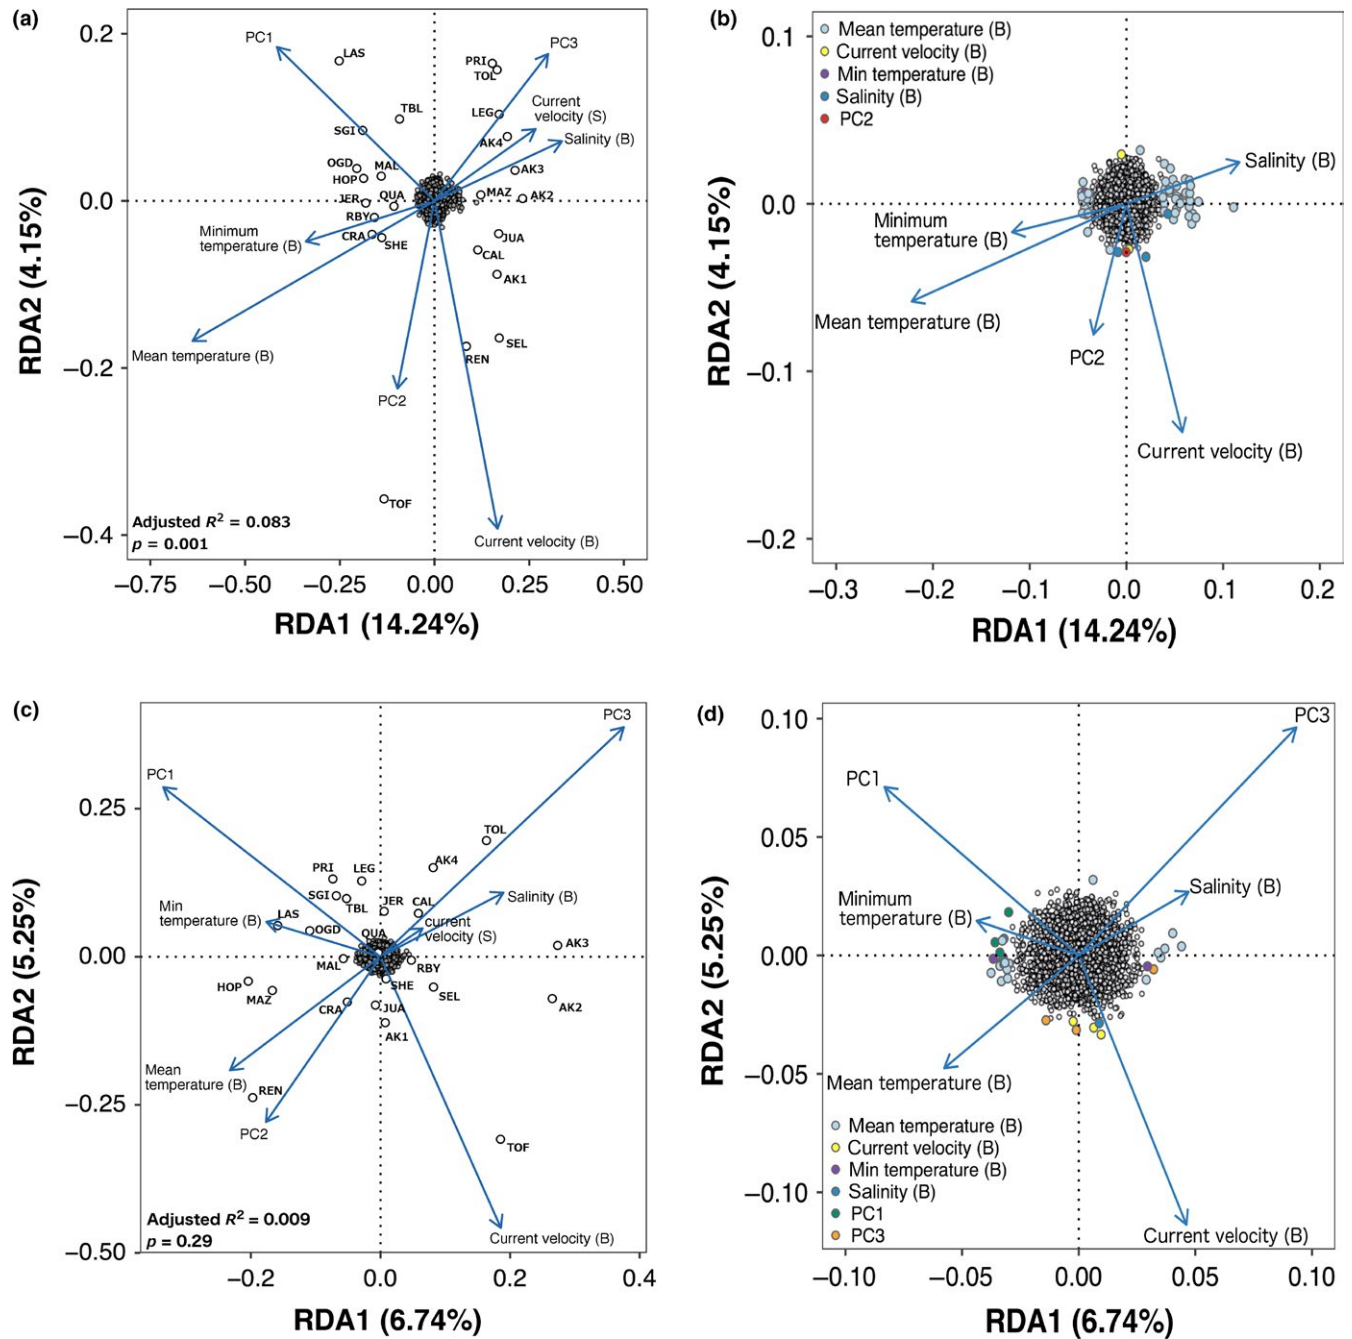 (a)
0.2
0.0
−0.2
−0.4
RDA2 (4.15%)
PC1
LAS
PRI
TOL
PC3
TBL
LEG
Current
velocity (S)
SGI
AK4
Salinity (B)
OGD
MAL
HOP
AK3
JER
QUA
MAZ
AK2
RBY
Minimum
temperature (B)
CRA
SHE
JUA
CAL
AK1
Mean temperature (B)
SEL
REN
PC2
TOF
Adjusted R² = 0.083
p = 0.001
Current velocity (B)
−0.75
−0.50
−0.25
0.00
0.25
0.50
RDA1 (14.24%)
(b)
0.1
0.0
−0.1
−0.2
RDA2 (4.15%)
Mean temperature (B)
Current velocity (B)
Min temperature (B)
Salinity (B)
PC2
Salinity (B)
Minimum
temperature (B)
Mean temperature (B)
PC2
Current velocity (B)
−0.3
−0.2
−0.1
0.0
0.1
0.2
RDA1 (14.24%)
(c)
0.25
0.00
−0.25
−0.50
RDA2 (5.25%)
PC3
PC1
TOL
PRI
LEG
AK4
SGI
TBL
JER
CAL
Salinity (B)
Min
temperature (B)
LAS
OGD
QUA
current
velocity (S)
AK3
MAL
RBY
HOP
MAZ
SHE
SEL
CRA
JUA
AK2
AK1
Mean
temperature (B)
REN
PC2
TOF
Adjusted R² = 0.009
p = 0.29
Current velocity (B)
−0.2
0.0
0.2
0.4
RDA1 (6.74%)
(d)
0.10
0.05
0.00
−0.05
−0.10
RDA2 (5.25%)
PC3
PC1
Salinity (B)
Minimum
temperature (B)
Mean temperature (B)
Mean temperature (B)
Current velocity (B)
Min temperature (B)
Salinity (B)
PC1
PC3
Current velocity (B)
−0.10
−0.05
0.00
0.05
0.10
RDA1 (6.74%)